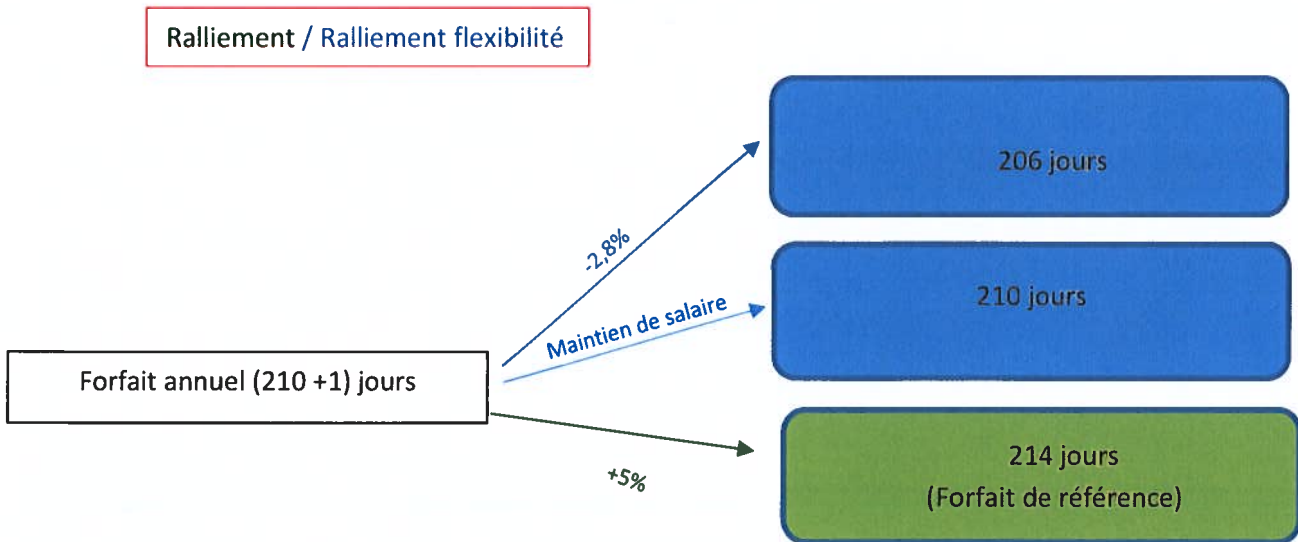 Ralliement / Ralliement flexibilité
206 jours
-2,8%
210 jours
Maintien de salaire
Forfait annuel (210 +1) jours
214 jours
(Forfait de référence)
+5%